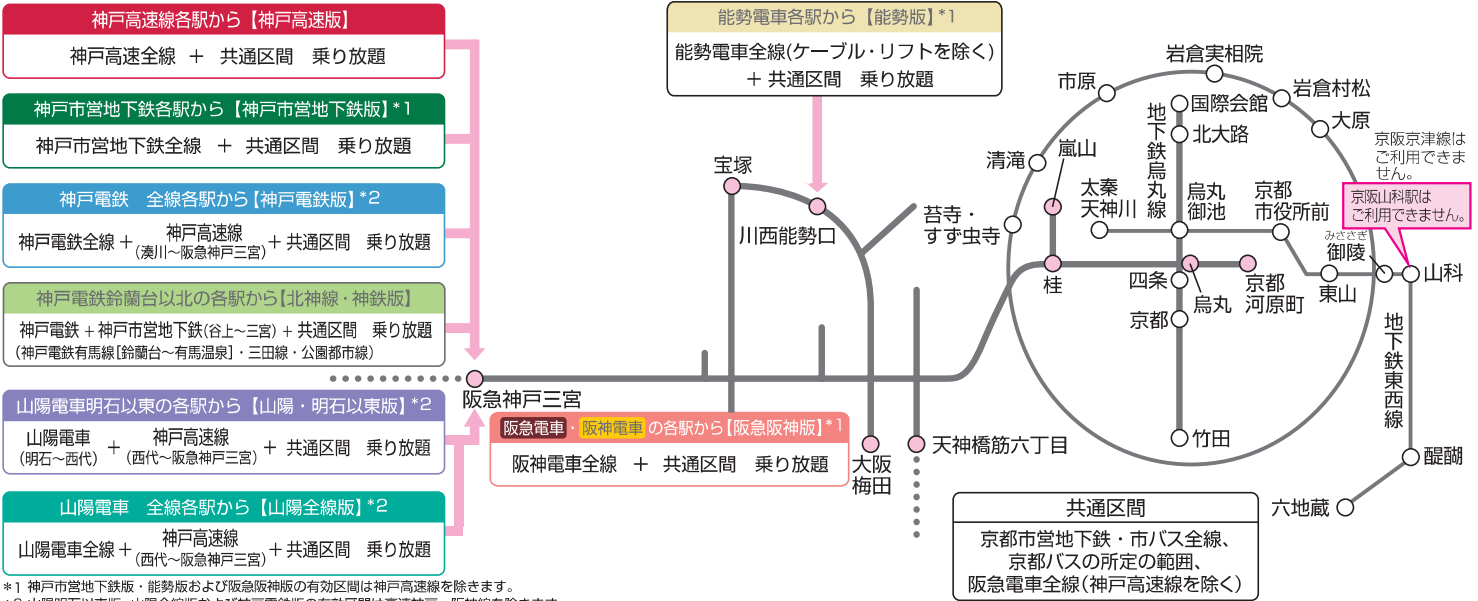 神戸高速線各駅から【神戸高速版】
神戸高速全線 ＋ 共通区間 乗り放題
神戸市営地下鉄各駅から【神戸市営地下鉄版】*1
神戸市営地下鉄全線 ＋ 共通区間 乗り放題
神戸電鉄 全線各駅から【神戸電鉄版】*2
神戸電鉄全線＋神戸高速線(湊川～阪急神戸三宮)＋共通区間 乗り放題
神戸電鉄鈴蘭台以北の各駅から【北神線・神鉄版】
神戸電鉄＋神戸市営地下鉄(谷上～三宮)＋共通区間 乗り放題
(神戸電鉄有馬線[鈴蘭台～有馬温泉]・三田線・公園都市線)
山陽電車明石以東の各駅から【山陽・明石以東版】*2
山陽電車(明石～西代)＋神戸高速線(西代～阪急神戸三宮)＋共通区間 乗り放題
山陽電車 全線各駅から【山陽全線版】*2
山陽電車全線＋神戸高速線(西代～阪急神戸三宮)＋共通区間 乗り放題
*1 神戸市営地下鉄版・能勢版および阪急阪神版の有効区間は神戸高速線を除きます。
能勢電車各駅から【能勢版】*1
能勢電車全線(ケーブル・リフトを除く)
＋共通区間 乗り放題
宝塚
川西能勢口
阪急神戸三宮
阪急電車・阪神電車の各駅から【阪急阪神版】*1
阪神電車全線 ＋ 共通区間 乗り放題
大阪
梅田
天神橋筋六丁目
岩倉実相院
市原
岩倉村松
大原
清滝
苔寺・
すず虫寺
嵐山
桂
地下鉄烏丸線
国際会館
北大路
太秦
天神川
烏丸
御池
京都
市役所前
四条
烏丸
京都
河原町
京都
竹田
東山
みささぎ
御陵
山科
京阪京津線は
ご利用できま
せん。
京阪山科駅は
ご利用できません。
地下鉄東西線
醍醐
六地蔵
共通区間
京都市営地下鉄・市バス全線、
京都バスの所定の範囲、
阪急電車全線(神戸高速線を除く)